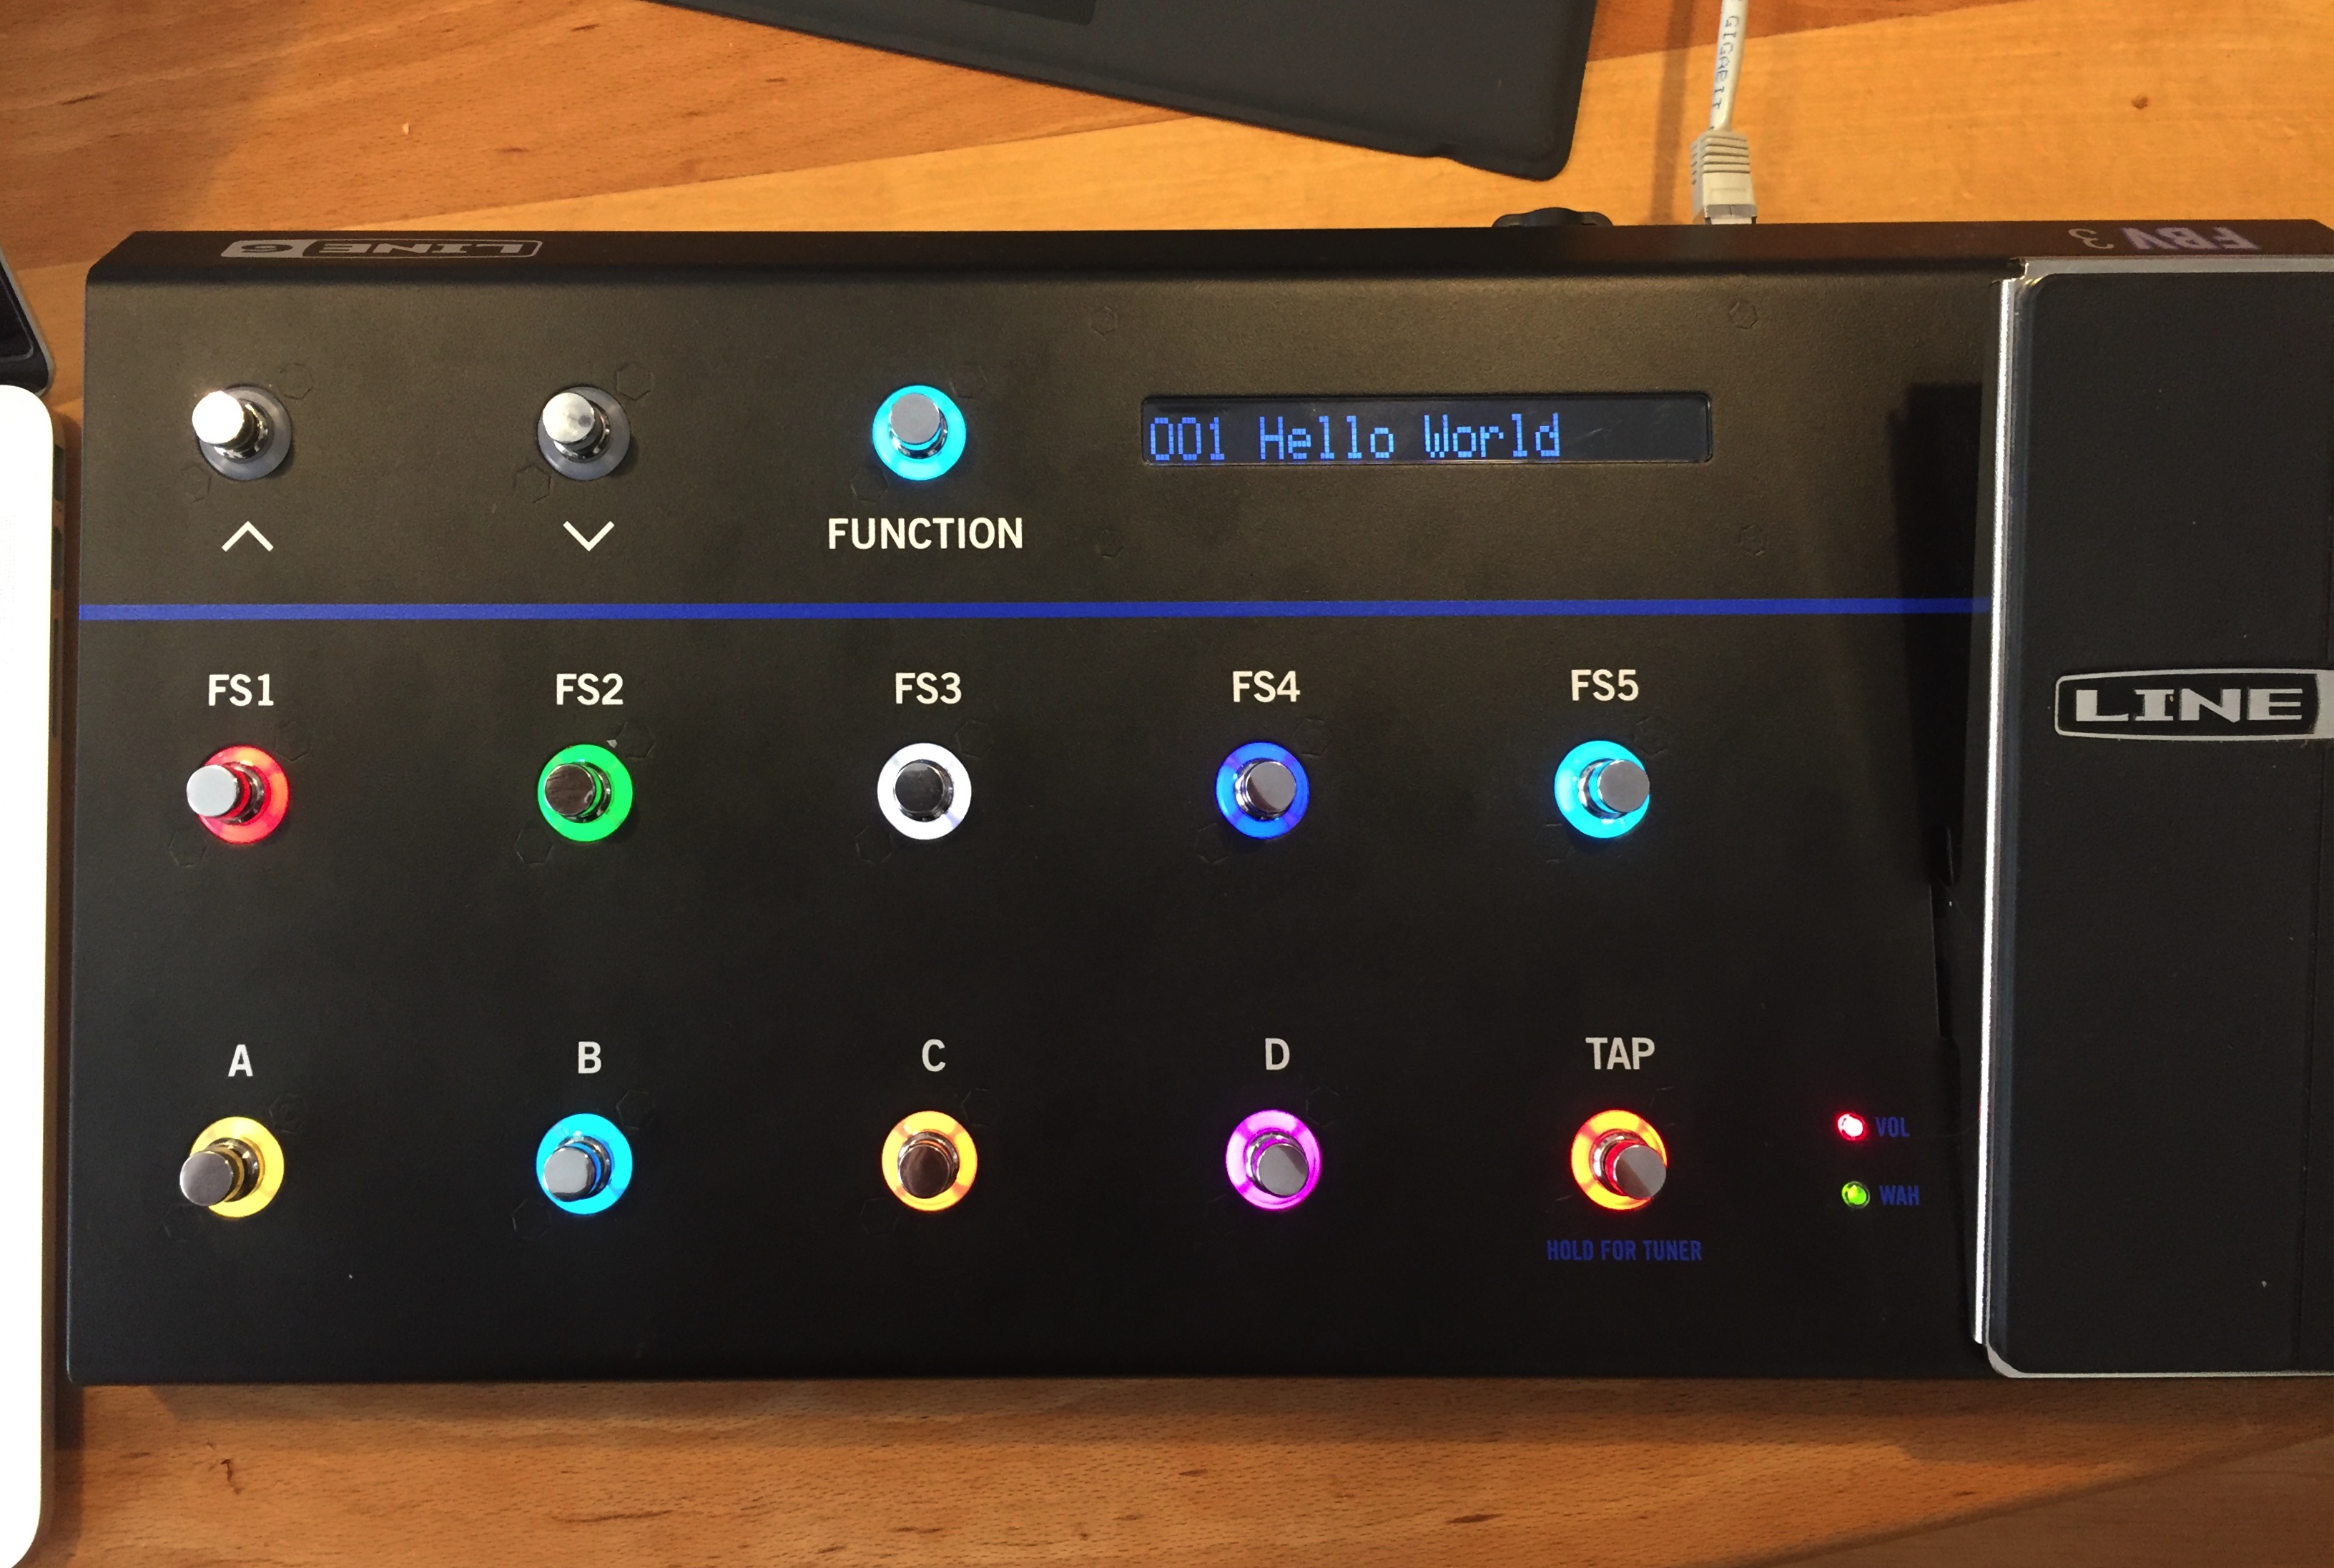 GIGABIT
LINE 6
FBV 3
001 Hello World
FUNCTION
FS1 FS2 FS3 FS4 FS5
LINE
A B C D TAP
VOL
WAH
HOLD FOR TUNER